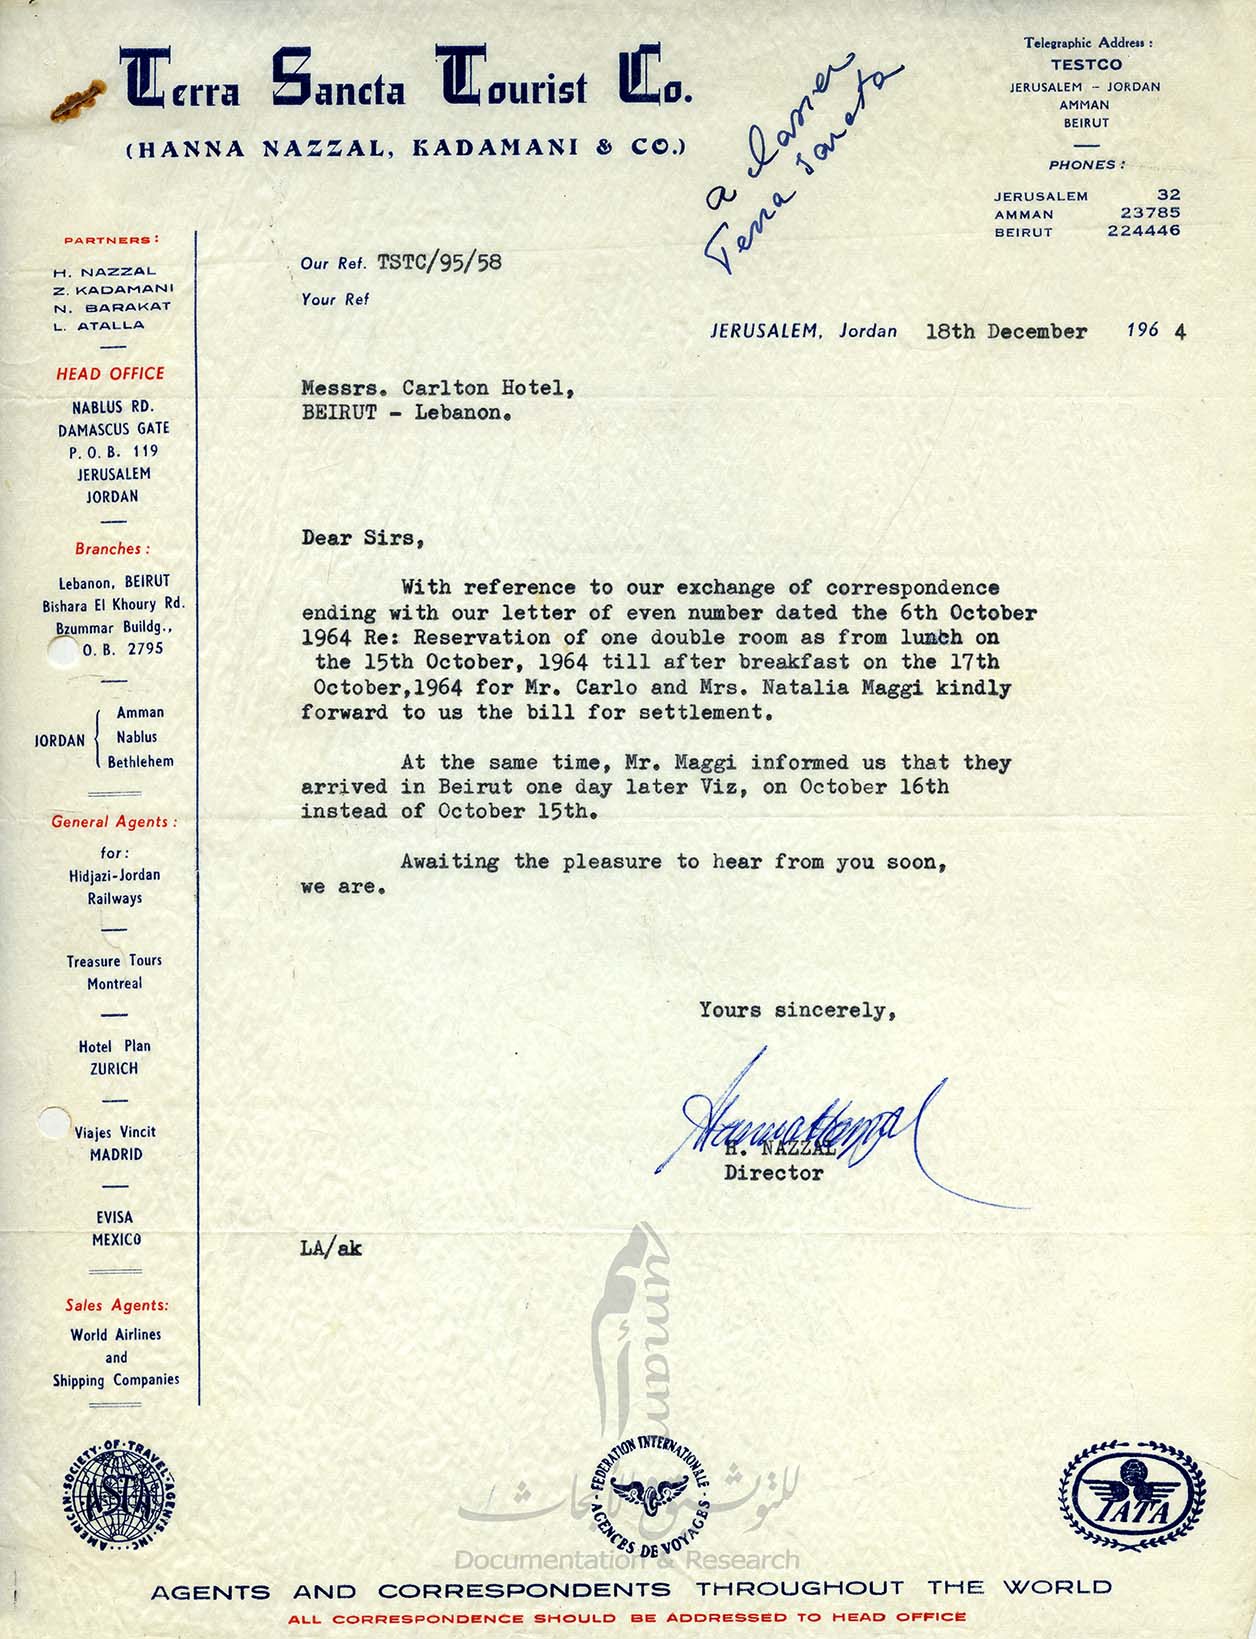 Terra Sancta Tourist Co.
(HANNA NAZZAL, KADAMANI & CO.)
a classer
Terra Sancta
Telegraphic Address :
TESTCO
JERUSALEM - JORDAN
AMMAN
BEIRUT
PHONES :
JERUSALEM 32
AMMAN 23785
BEIRUT 224446
PARTNERS :
H. NAZZAL
Z. KADAMANI
N. BARAKAT
L. ATALLA
HEAD OFFICE
NABLUS RD.
DAMASCUS GATE
P. O. B. 119
JERUSALEM
JORDAN
Branches :
Lebanon, BEIRUT
Bishara El Khoury Rd.
Bzummar Buildg.,
O. B. 2795
JORDAN
Amman
Nablus
Bethlehem
General Agents :
for :
Hidjazi-Jordan
Railways
Treasure Tours
Montreal
Hotel Plan
ZURICH
Viajes Vincit
MADRID
EVISA
MEXICO
Sales Agents:
World Airlines
and
Shipping Companies
Our Ref. TSTC/95/58
Your Ref
JERUSALEM, Jordan 18th December 196 4
Messrs. Carlton Hotel,
BEIRUT - Lebanon.
Dear Sirs,
With reference to our exchange of correspondence
ending with our letter of even number dated the 6th October
1964 Re: Reservation of one double room as from lunch on
the 15th October, 1964 till after breakfast on the 17th
October,1964 for Mr. Carlo and Mrs. Natalia Maggi kindly
forward to us the bill for settlement.
At the same time, Mr. Maggi informed us that they
arrived in Beirut one day later Viz, on October 16th
instead of October 15th.
Awaiting the pleasure to hear from you soon,
we are.
Yours sincerely,
Hanna Nazzal
H. NAZZAL
Director
LA/ak
umam
أمم
للتوثيق و الأبحاث
Documentation & Research
AMERICAN·SOCIETY·OF·TRAVEL·AGENTS·INC·
ASTA
FEDERATION INTERNATIONALE
AGENCES DE VOYAGES
IATA
AGENTS AND CORRESPONDENTS THROUGHOUT THE WORLD
ALL CORRESPONDENCE SHOULD BE ADDRESSED TO HEAD OFFICE